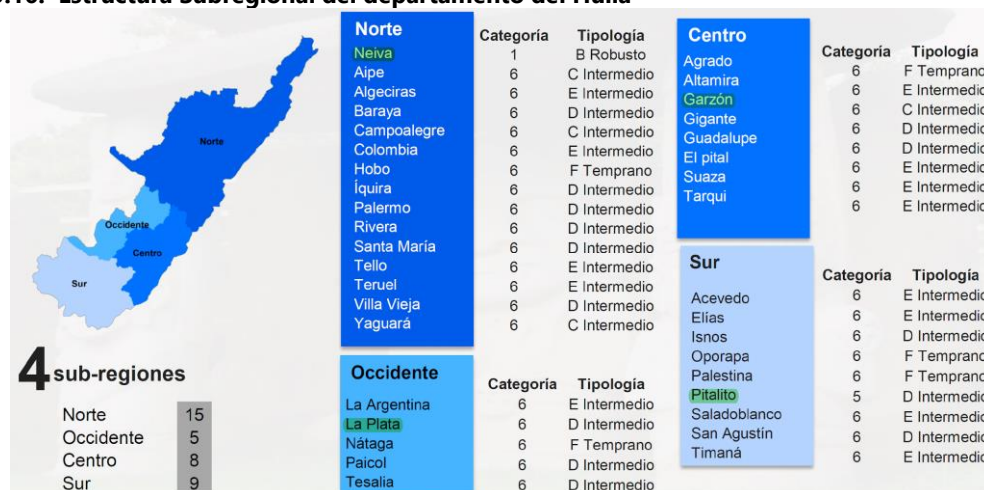 Estructura Subregional del departamento del Huila
Norte
Occidente
Centro
Sur
4 sub-regiones
Norte 15
Occidente 5
Centro 8
Sur 9
Norte Categoría Tipología
Neiva 1 B Robusto
Aipe 6 C Intermedio
Algeciras 6 E Intermedio
Baraya 6 D Intermedio
Campoalegre 6 C Intermedio
Colombia 6 E Intermedio
Hobo 6 F Temprano
Íquira 6 D Intermedio
Palermo 6 D Intermedio
Rivera 6 D Intermedio
Santa María 6 D Intermedio
Tello 6 E Intermedio
Teruel 6 E Intermedio
Villa Vieja 6 D Intermedio
Yaguará 6 C Intermedio
Occidente Categoría Tipología
La Argentina 6 E Intermedio
La Plata 6 D Intermedio
Nátaga 6 F Temprano
Paicol 6 D Intermedio
Tesalia 6 D Intermedio
Centro Categoría Tipología
Agrado 6 F Temprano
Altamira 6 E Intermedio
Garzón 6 C Intermedio
Gigante 6 D Intermedio
Guadalupe 6 D Intermedio
El pital 6 E Intermedio
Suaza 6 E Intermedio
Tarqui 6 E Intermedio
Sur Categoría Tipología
Acevedo 6 E Intermedio
Elías 6 E Intermedio
Isnos 6 D Intermedio
Oporapa 6 F Temprano
Palestina 6 F Temprano
Pitalito 5 D Intermedio
Saladoblanco 6 E Intermedio
San Agustín 6 D Intermedio
Timaná 6 E Intermedio